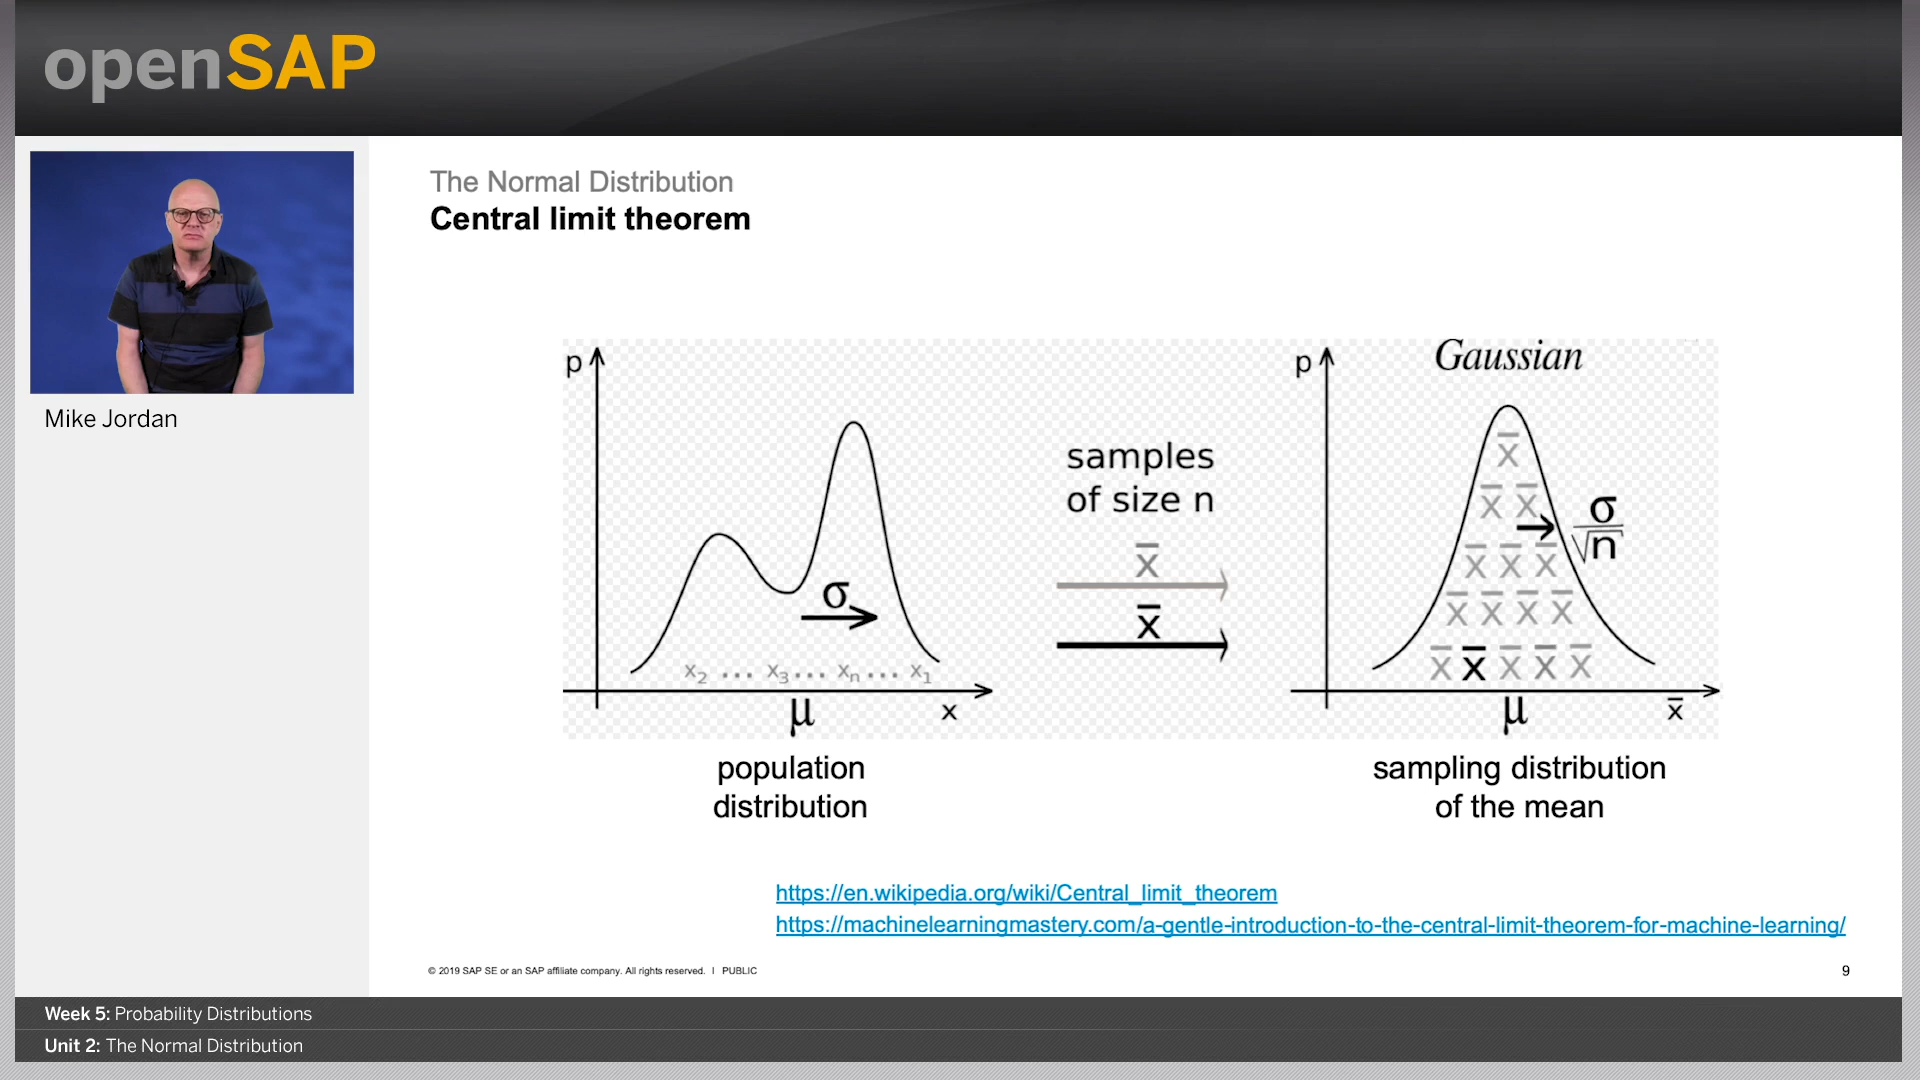 openSAP
Mike Jordan
The Normal Distribution
Central limit theorem
p
σ
x₂ ... x₃... xₙ... x₁
μ
x
population
distribution
samples
of size n
x̅
x̅
p
Gaussian
x̅
x̅ x̅
σ
√n
x̅ x̅ x̅
x̅ x̅ x̅ x̅
x̅ x̅ x̅ x̅ x̅
μ
x̅
sampling distribution
of the mean
https://en.wikipedia.org/wiki/Central_limit_theorem
https://machinelearningmastery.com/a-gentle-introduction-to-the-central-limit-theorem-for-machine-learning/
© 2019 SAP SE or an SAP affiliate company. All rights reserved. | PUBLIC
9
Week 5: Probability Distributions
Unit 2: The Normal Distribution